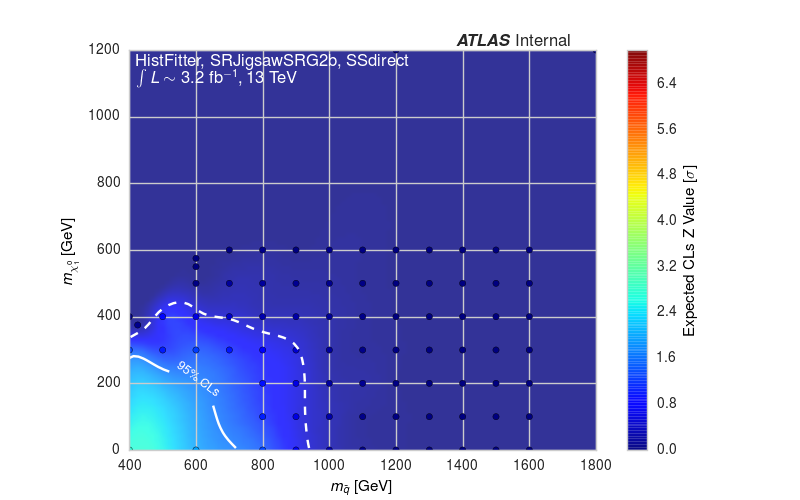 ATLAS Internal
HistFitter, SRJigsawSRG2b, SSdirect
∫ L ∼ 3.2 fb⁻¹, 13 TeV
1200
1000
800
600
400
200
0
m_χ̃₁⁰ [GeV]
95% CLs
400 600 800 1000 1200 1400 1600 1800
m_q̃ [GeV]
6.4
5.6
4.8
4.0
3.2
2.4
1.6
0.8
0.0
Expected CLs Z Value [σ]